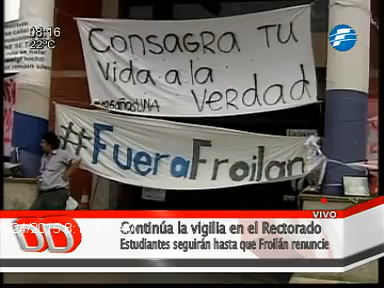 18:16
22°C
CONSAGRA TU
VIDA A LA
VERDAD
#FueraFroilan
VIVO
Continúa la vigilia en el Rectorado
Estudiantes seguirán hasta que Froilán renuncie